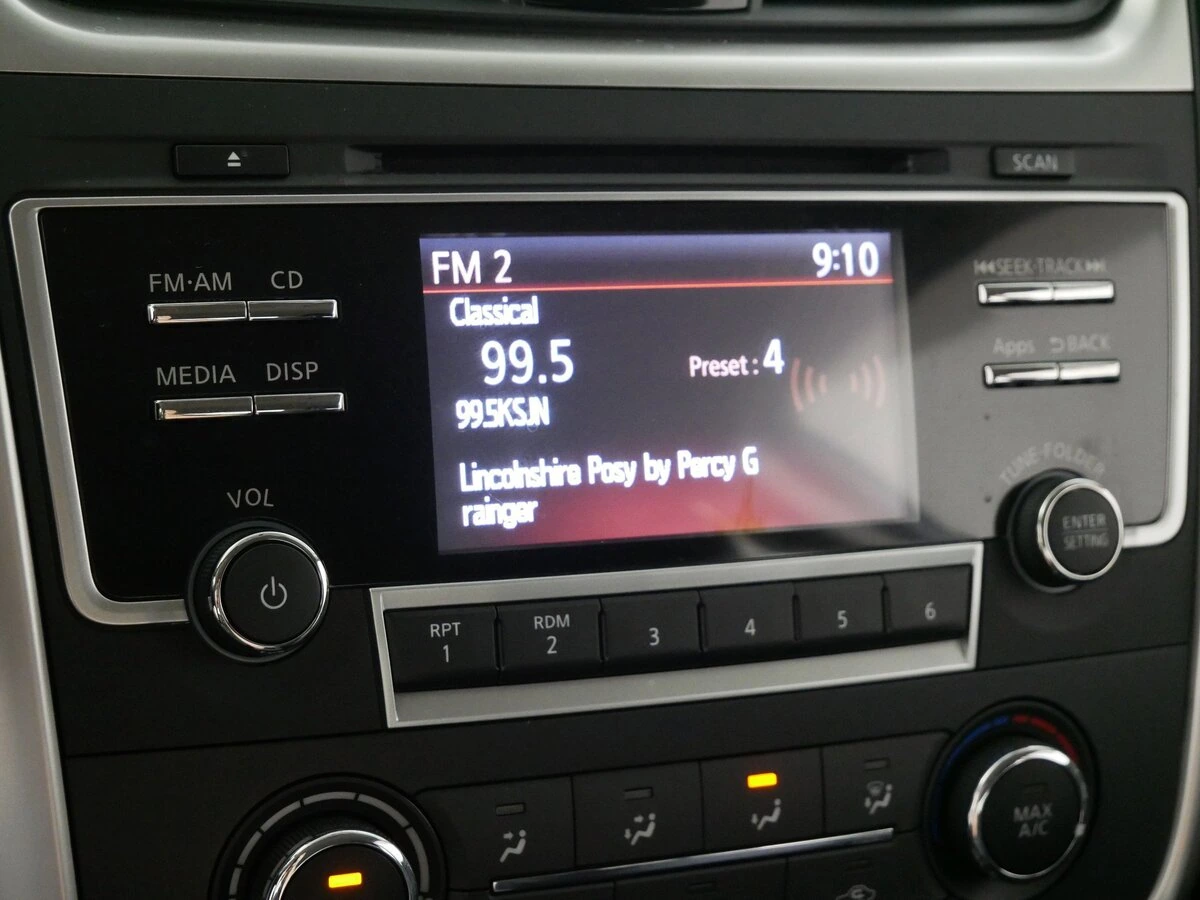 SCAN
FM·AM CD
SEEK·TRACK
FM 2 9:10
Classical
99.5
Preset : 4
99.5KSJN
Lincolnshire Posy by Percy G
rainger
MEDIA DISP
Apps BACK
VOL
TUNE·FOLDER
ENTER
SETTING
RPT
1
RDM
2
3
4
5
6
MAX
A/C